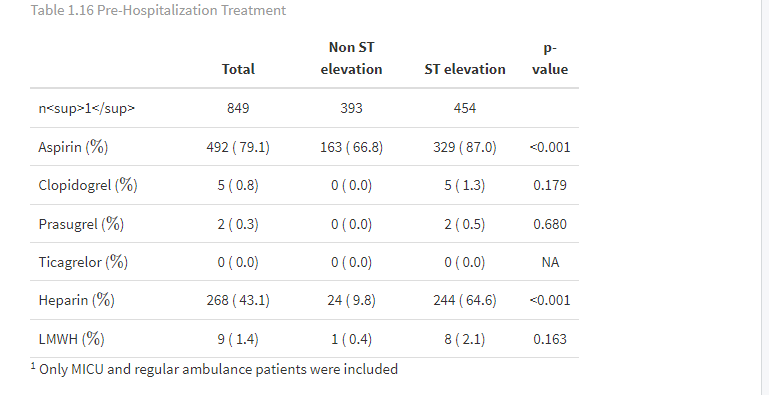 Table 1.16 Pre-Hospitalization Treatment
Total Non ST elevation ST elevation p-value
n<sup>1</sup> 849 393 454
Aspirin (%) 492 ( 79.1) 163 ( 66.8) 329 ( 87.0) <0.001
Clopidogrel (%) 5 ( 0.8) 0 ( 0.0) 5 ( 1.3) 0.179
Prasugrel (%) 2 ( 0.3) 0 ( 0.0) 2 ( 0.5) 0.680
Ticagrelor (%) 0 ( 0.0) 0 ( 0.0) 0 ( 0.0) NA
Heparin (%) 268 ( 43.1) 24 ( 9.8) 244 ( 64.6) <0.001
LMWH (%) 9 ( 1.4) 1 ( 0.4) 8 ( 2.1) 0.163
¹ Only MICU and regular ambulance patients were included